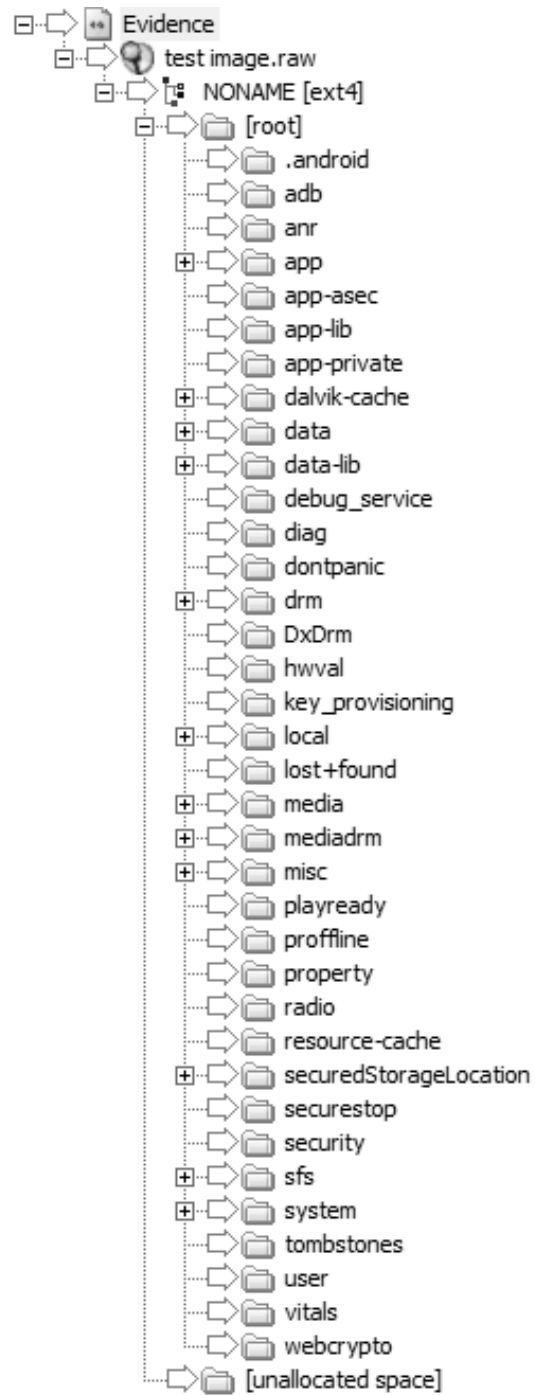 Evidence
test image.raw
NONAME [ext4]
[root]
.android
adb
anr
app
app-asec
app-lib
app-private
dalvik-cache
data
data-lib
debug_service
diag
dontpanic
drm
DxDrm
hwval
key_provisioning
local
lost+found
media
mediadrm
misc
playready
proffline
property
radio
resource-cache
securedStorageLocation
securestop
security
sfs
system
tombstones
user
vitals
webcrypto
[unallocated space]